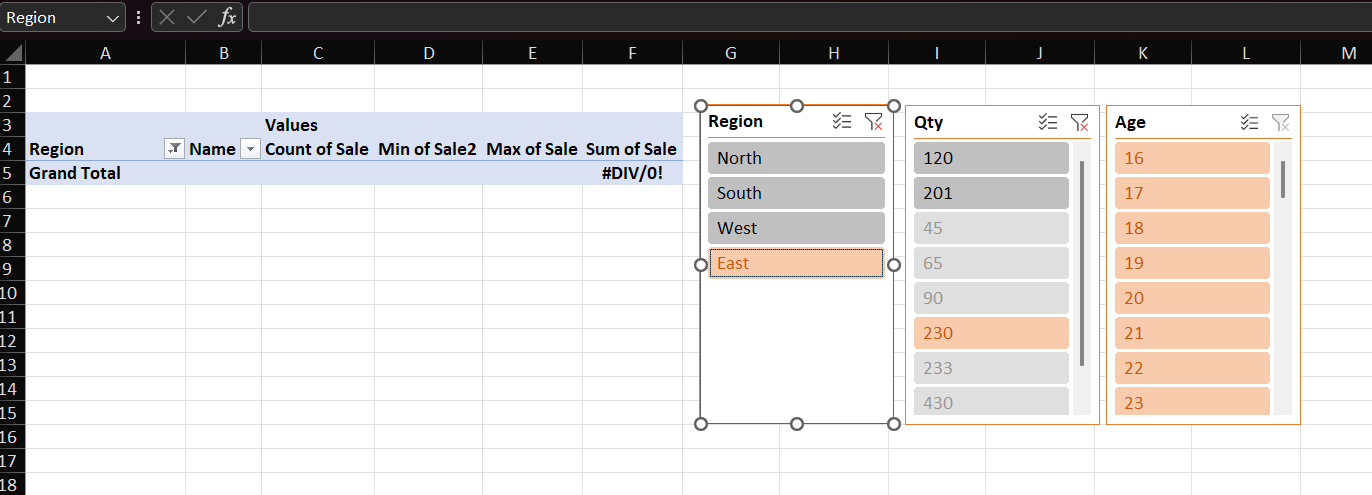 Region
fx
A B C D E F G H I J K L M
1
2
3 Values
4 Region Name Count of Sale Min of Sale2 Max of Sale Sum of Sale
5 Grand Total #DIV/0!
6
7
8
9
10
11
12
13
14
15
16
17
18
Region
North
South
West
East
Qty
120
201
45
65
90
230
233
430
Age
16
17
18
19
20
21
22
23